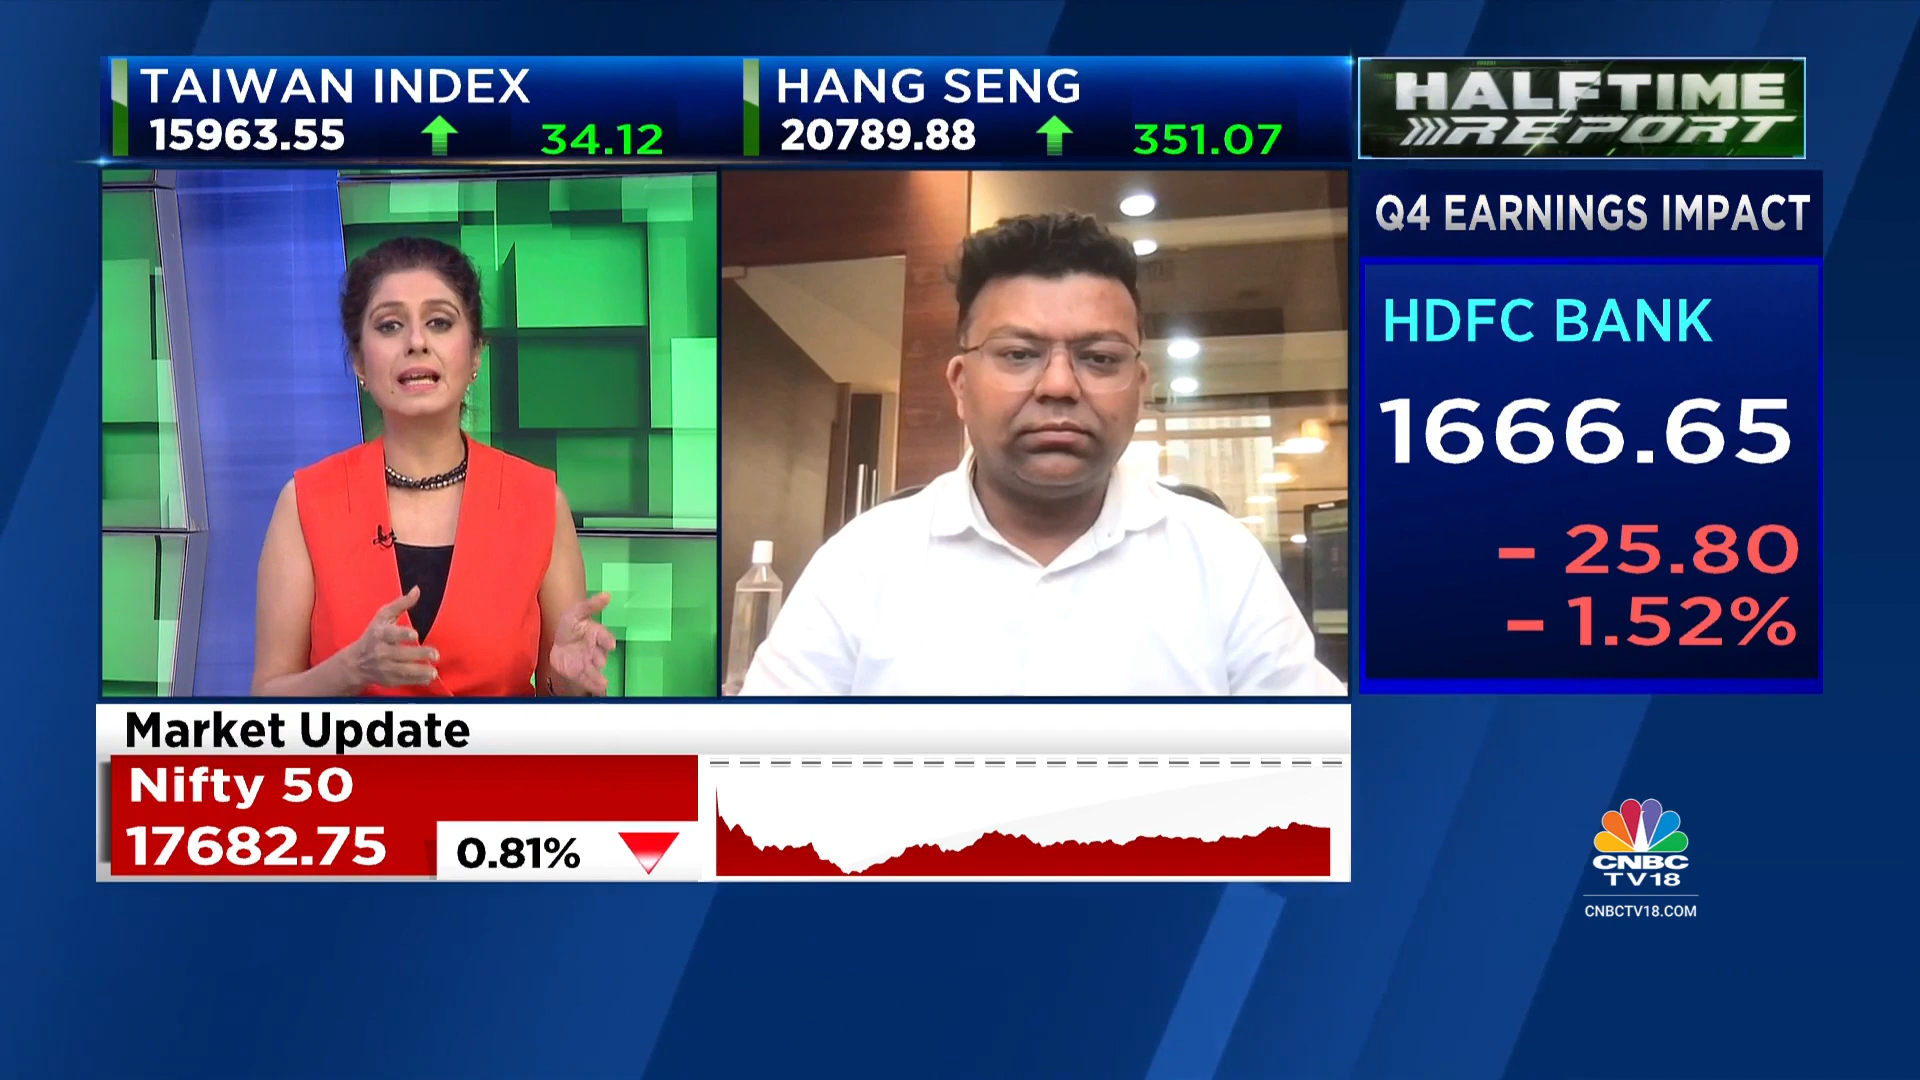 TAIWAN INDEX
15963.55 34.12
HANG SENG
20789.88 351.07
HALFTIME
REPORT
Q4 EARNINGS IMPACT
HDFC BANK
1666.65
- 25.80
- 1.52%
Market Update
Nifty 50
17682.75 0.81%
CNBC
TV18
CNBCTV18.COM